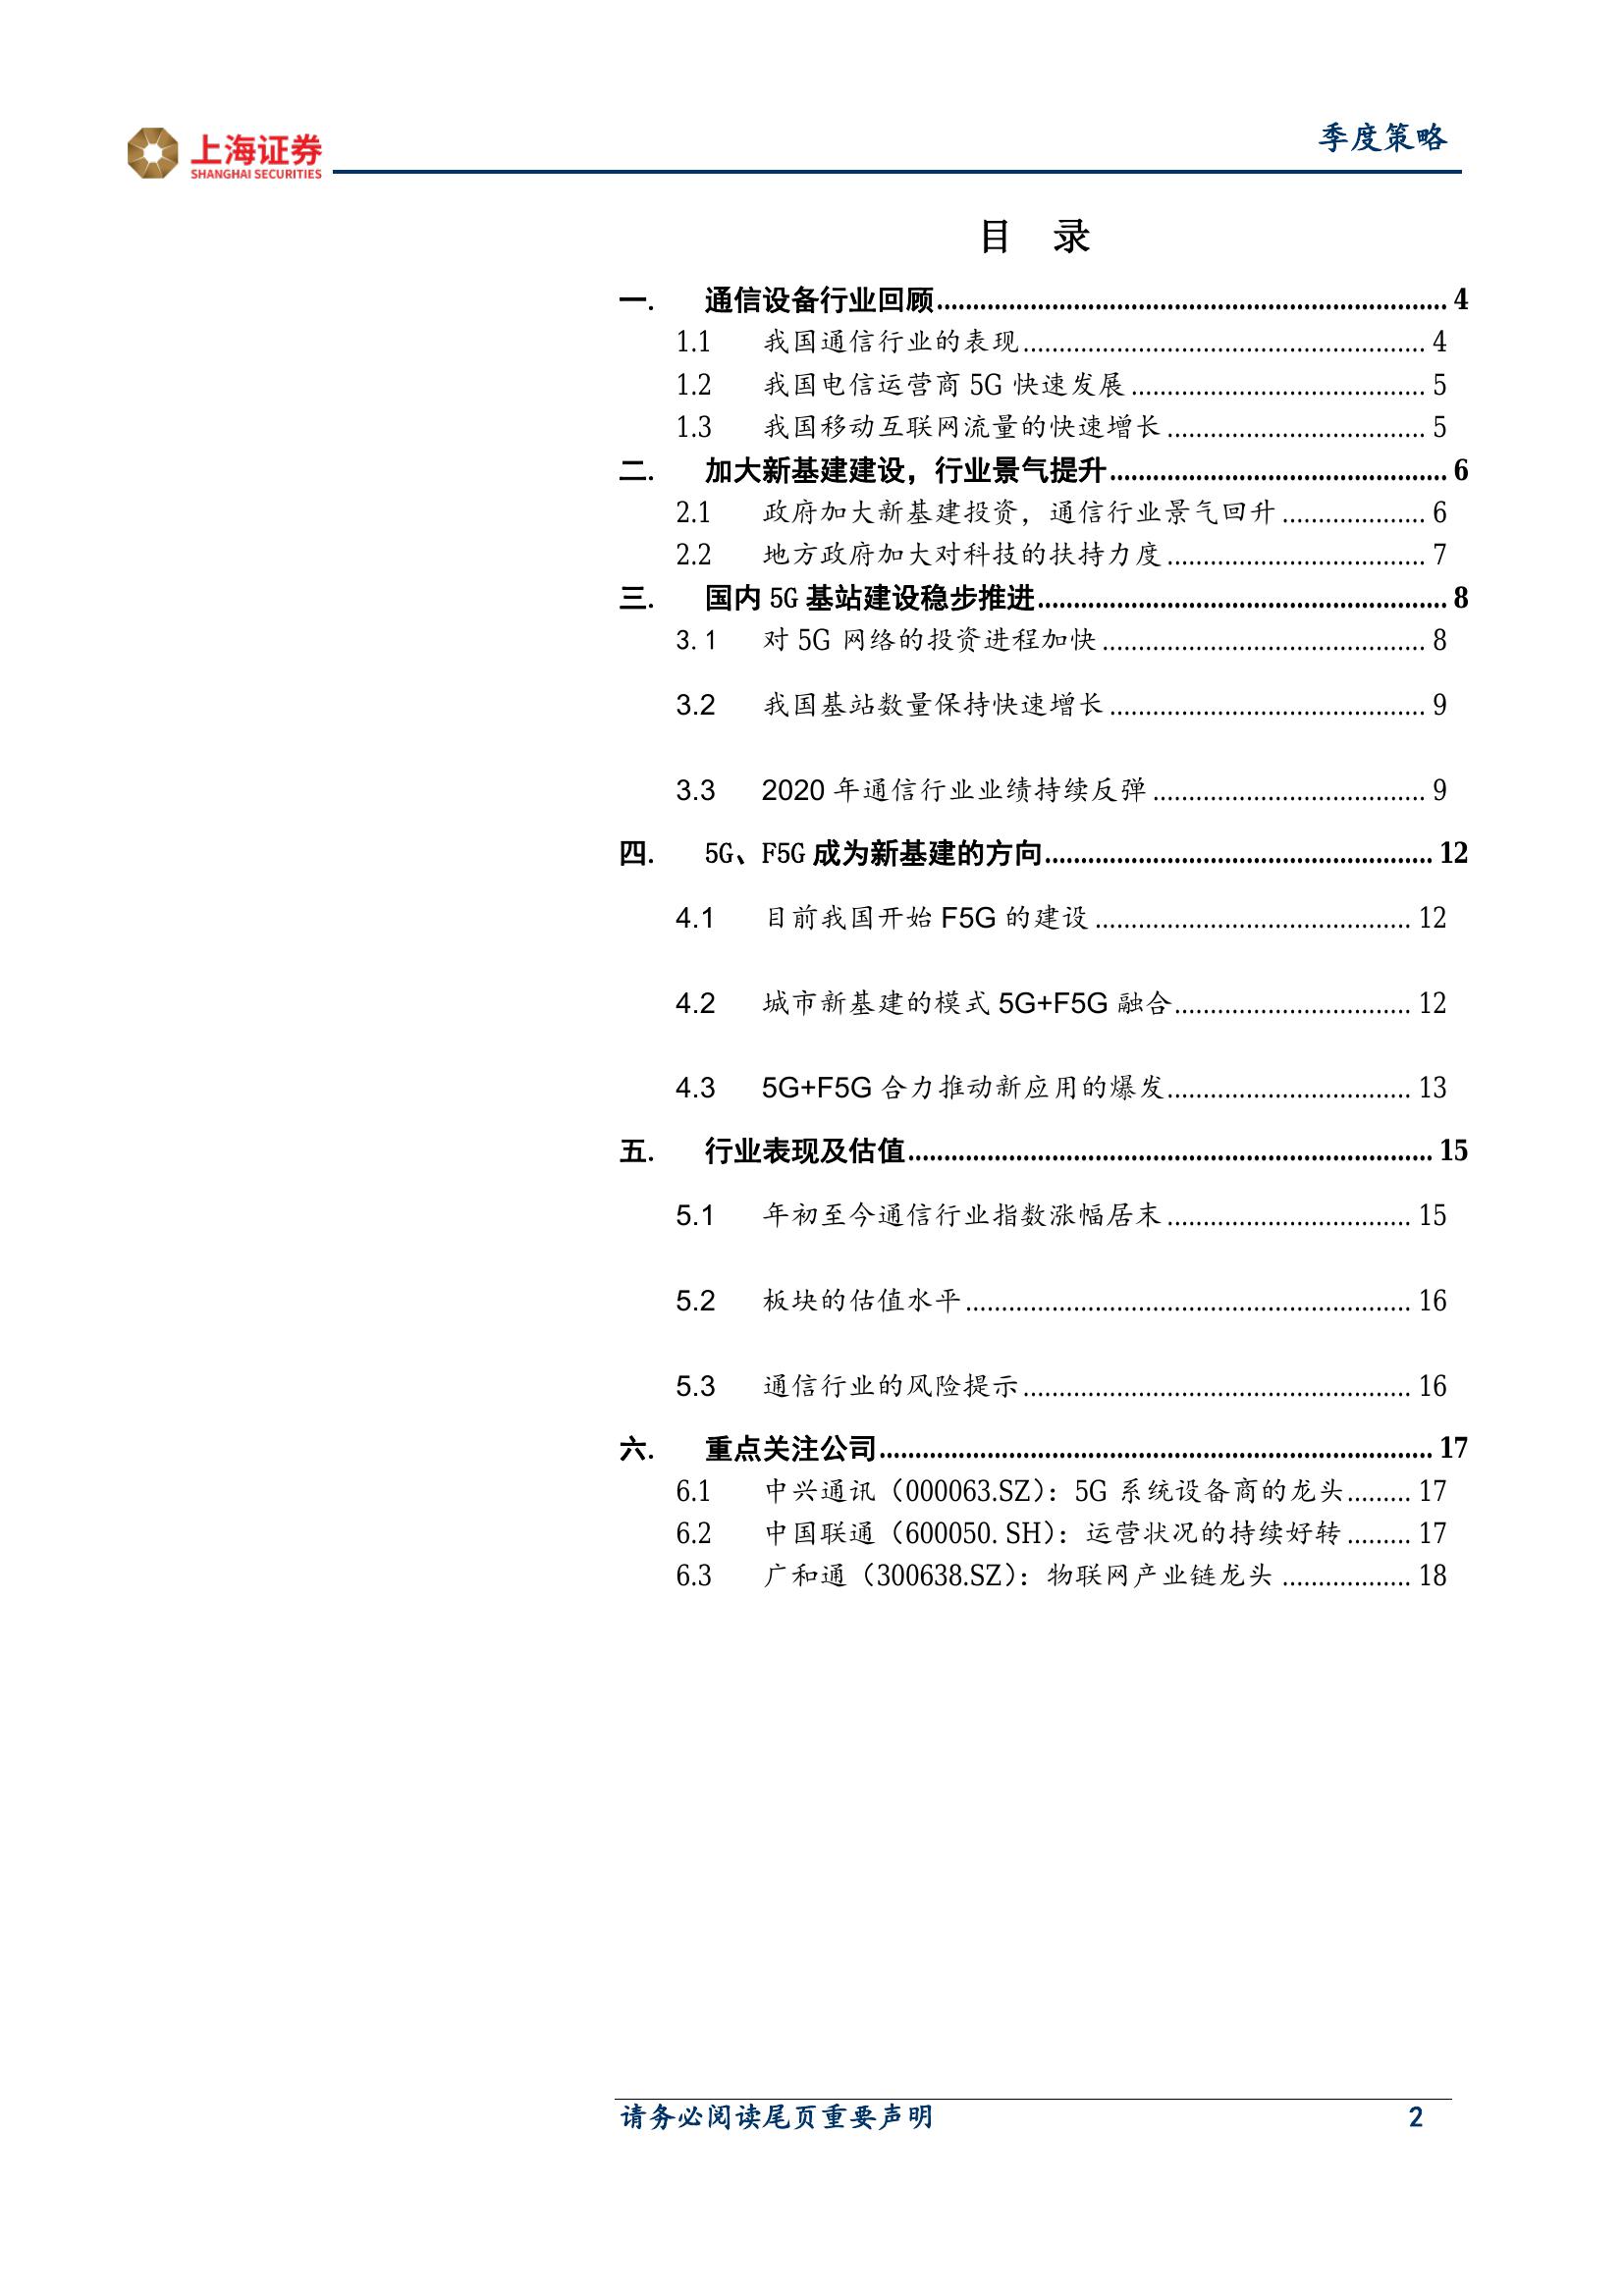 上海证券
SHANGHAI SECURITIES
季度策略
目 录
一. 通信设备行业回顾 4
1.1 我国通信行业的表现 4
1.2 我国电信运营商 5G 快速发展 5
1.3 我国移动互联网流量的快速增长 5
二. 加大新基建建设，行业景气提升 6
2.1 政府加大新基建投资，通信行业景气回升 6
2.2 地方政府加大对科技的扶持力度 7
三. 国内 5G 基站建设稳步推进 8
3.1 对 5G 网络的投资进程加快 8
3.2 我国基站数量保持快速增长 9
3.3 2020 年通信行业业绩持续反弹 9
四. 5G、F5G 成为新基建的方向 12
4.1 目前我国开始 F5G 的建设 12
4.2 城市新基建的模式 5G+F5G 融合 12
4.3 5G+F5G 合力推动新应用的爆发 13
五. 行业表现及估值 15
5.1 年初至今通信行业指数涨幅居末 15
5.2 板块的估值水平 16
5.3 通信行业的风险提示 16
六. 重点关注公司 17
6.1 中兴通讯（000063.SZ）：5G 系统设备商的龙头 17
6.2 中国联通（600050. SH）：运营状况的持续好转 17
6.3 广和通（300638.SZ）：物联网产业链龙头 18
请务必阅读尾页重要声明 2